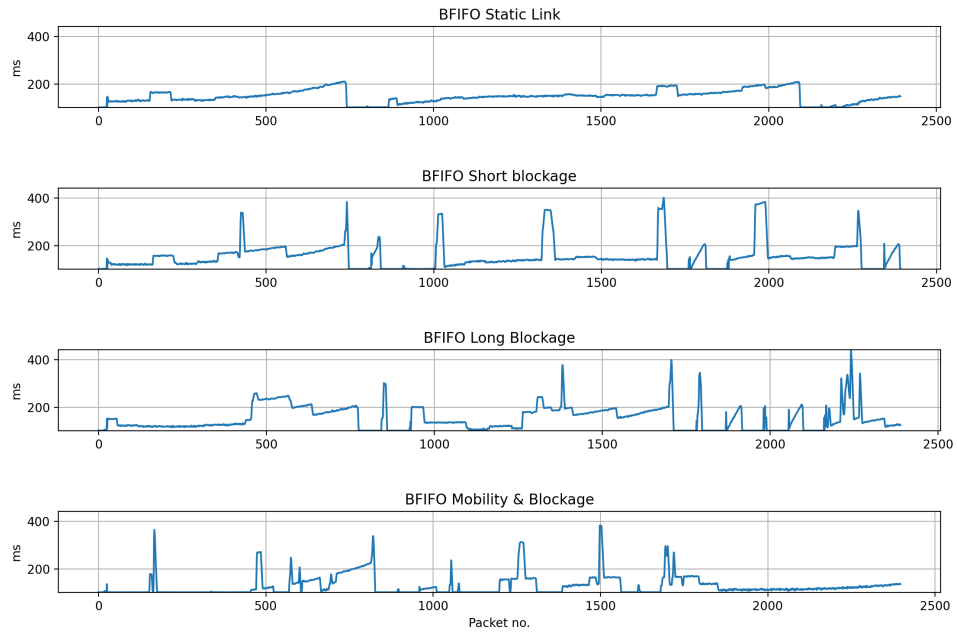 BFIFO Static Link
400
200
ms
0 500 1000 1500 2000 2500
BFIFO Short blockage
400
200
ms
0 500 1000 1500 2000 2500
BFIFO Long Blockage
400
200
ms
0 500 1000 1500 2000 2500
BFIFO Mobility & Blockage
400
200
ms
0 500 1000 1500 2000 2500
Packet no.